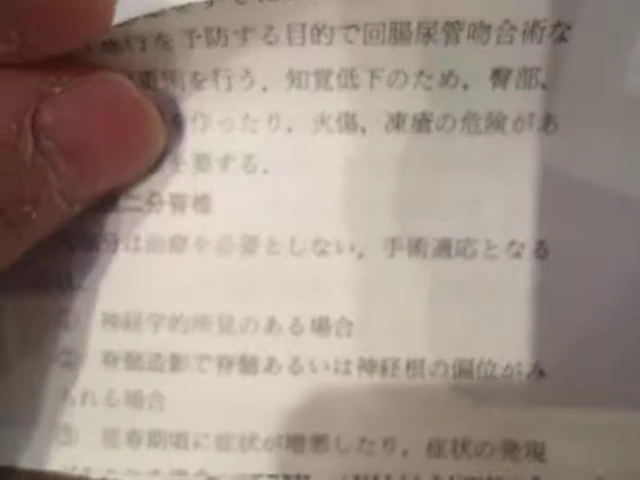 を予防する目的で回腸尿管吻合術な
を行う．知覚低下のため，臀部、
作ったり，火傷，凍瘡の危険があ
要する．
二分脊椎
は治療を必要としない．手術適応となる
神経学的所見のある場合
② 脊髄造影で脊髄あるいは神経根の偏位がみ
られる場合
③ 思春期頃に症状が増悪したり，症状の発現